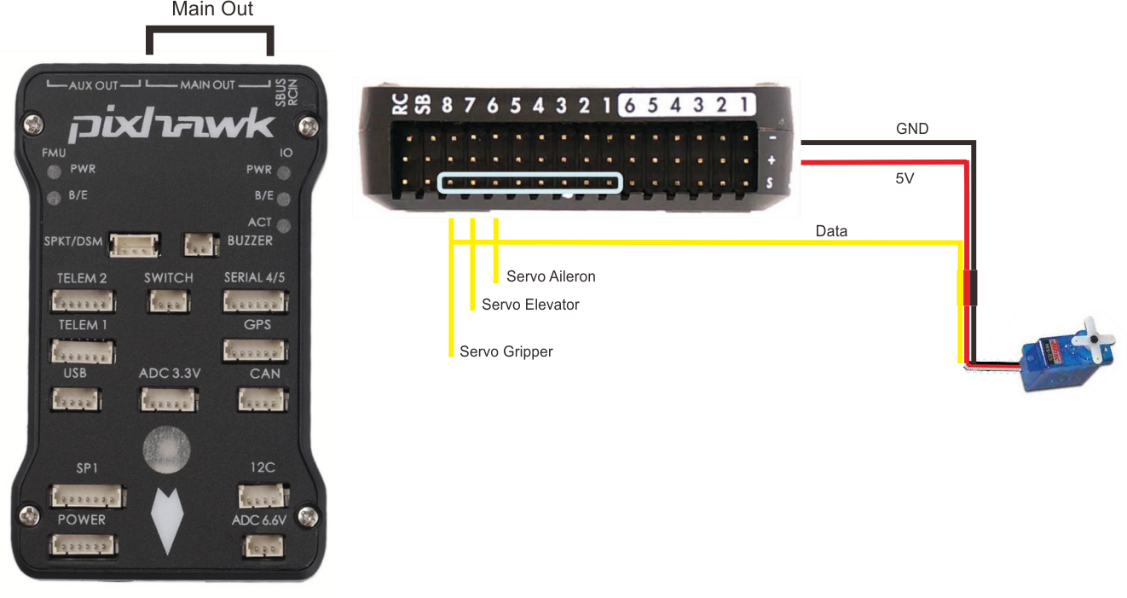 Main Out
AUX OUT
MAIN OUT
SBUS
RCIN
pixhawk
FMU
IO
PWR
PWR
B/E
B/E
ACT
SPKT/DSM
BUZZER
TELEM 2
SWITCH
SERIAL 4/5
TELEM 1
GPS
USB
ADC 3.3V
CAN
SP1
12C
POWER
ADC 6.6V
RC SB 8 7 6 5 4 3 2 1 6 5 4 3 2 1
-
+
S
GND
5V
Data
Servo Aileron
Servo Elevator
Servo Gripper